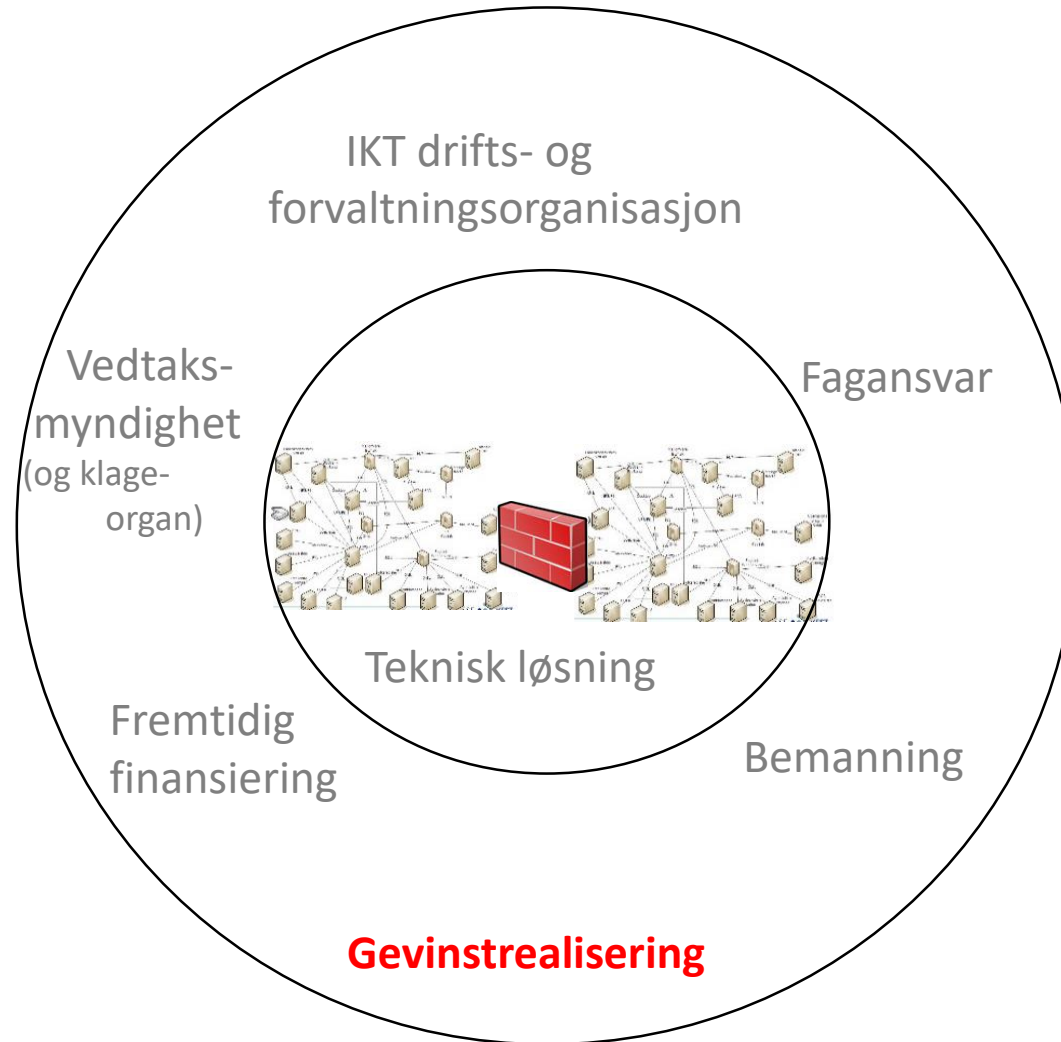 IKT drifts- og
forvaltningsorganisasjon
Vedtaks-
myndighet
(og klage-
organ)
Fagansvar
Teknisk løsning
Fremtidig
finansiering
Bemanning
Gevinstrealisering